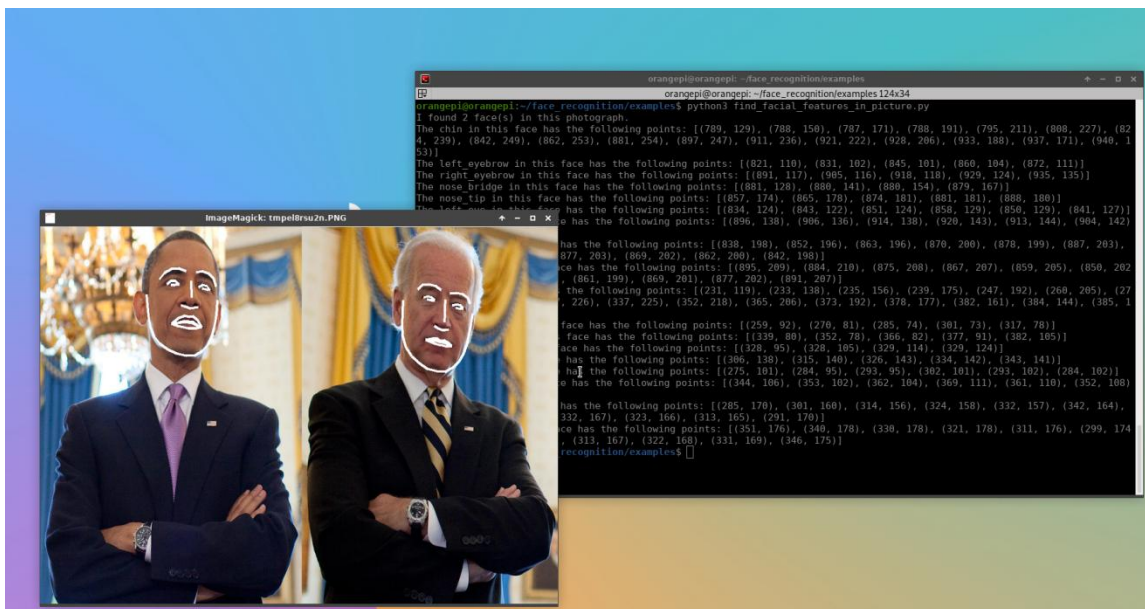 orangepi@orangepi: ~/face_recognition/examples
orangepi@orangepi: ~/face_recognition/examples 124x34
orangepi@orangepi:~/face_recognition/examples$ python3 find_facial_features_in_picture.py
I found 2 face(s) in this photograph.
The chin in this face has the following points: [(789, 129), (788, 150), (787, 171), (788, 191), (795, 211), (808, 227), (82
4, 239), (842, 249), (862, 253), (881, 254), (897, 247), (911, 236), (921, 222), (928, 206), (933, 188), (937, 171), (940, 1
53)]
The left_eyebrow in this face has the following points: [(821, 110), (831, 102), (845, 101), (860, 104), (872, 111)]
The right_eyebrow in this face has the following points: [(891, 117), (905, 116), (918, 118), (929, 124), (935, 135)]
The nose_bridge in this face has the following points: [(881, 128), (880, 141), (880, 154), (879, 167)]
The nose_tip in this face has the following points: [(857, 174), (865, 178), (874, 181), (881, 181), (888, 180)]
has the following points: [(834, 124), (843, 122), (851, 124), (858, 129), (850, 129), (841, 127)]
ImageMagick: tmpel8rsu2n.PNG
e has the following points: [(896, 138), (906, 136), (914, 138), (920, 143), (913, 144), (904, 142)
has the following points: [(838, 198), (852, 196), (863, 196), (870, 200), (878, 199), (887, 203),
877, 203), (869, 202), (862, 200), (842, 198)]
ce has the following points: [(895, 209), (884, 210), (875, 208), (867, 207), (859, 205), (850, 202
, (861, 199), (869, 201), (877, 202), (891, 207)]
the following points: [(231, 119), (233, 138), (235, 156), (239, 175), (247, 192), (260, 205), (27
, 226), (337, 225), (352, 218), (365, 206), (373, 192), (378, 177), (382, 161), (384, 144), (385, 1
face has the following points: [(259, 92), (270, 81), (285, 74), (301, 73), (317, 78)]
face has the following points: [(339, 80), (352, 78), (366, 82), (377, 91), (382, 105)]
face has the following points: [(328, 95), (328, 105), (329, 114), (329, 124)]
has the following points: [(306, 138), (315, 140), (326, 143), (334, 142), (343, 141)]
has the following points: [(275, 101), (284, 95), (293, 95), (302, 101), (293, 102), (284, 102)]
e has the following points: [(344, 106), (353, 102), (362, 104), (369, 111), (361, 110), (352, 108)
has the following points: [(285, 170), (301, 160), (314, 156), (324, 158), (332, 157), (342, 164),
332, 167), (323, 166), (313, 165), (291, 170)]
ce has the following points: [(351, 176), (340, 178), (330, 178), (321, 178), (311, 176), (299, 174
, (313, 167), (322, 168), (331, 169), (346, 175)]
recognition/examples$